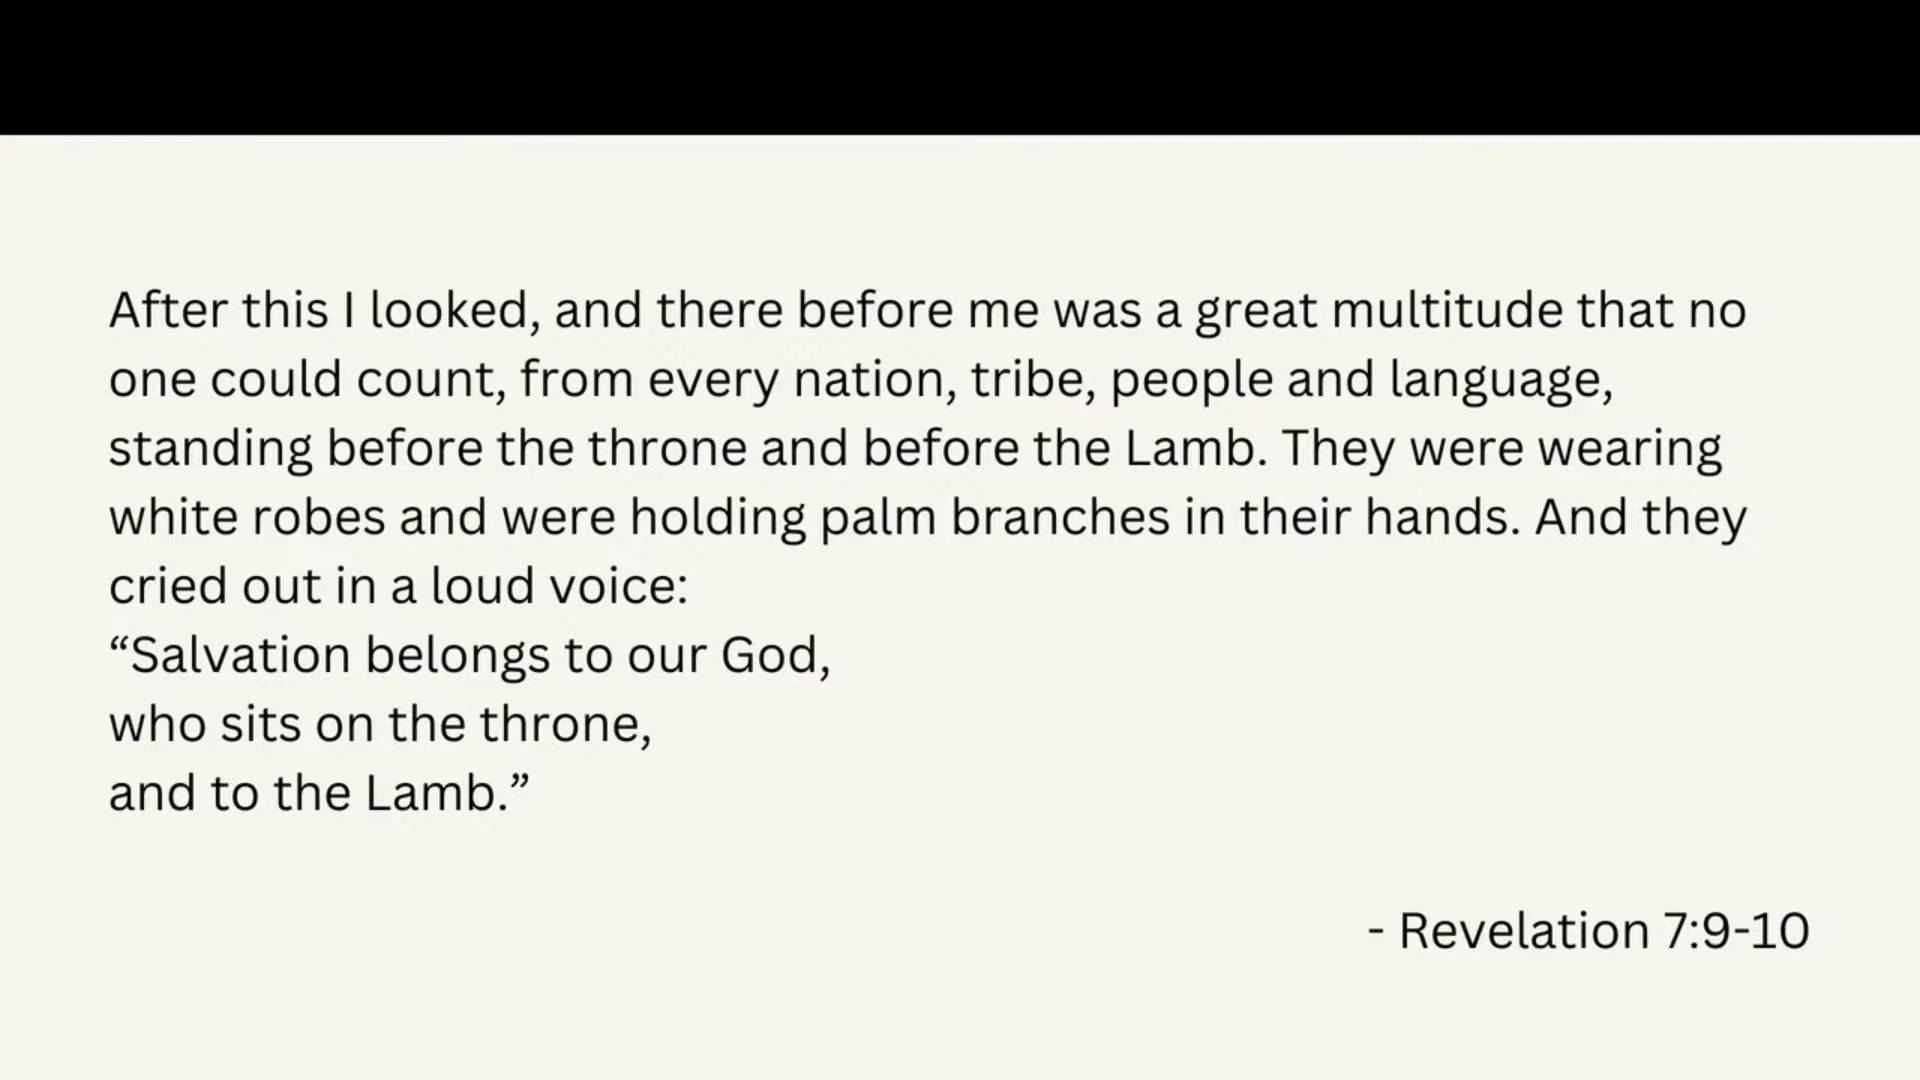 After this I looked, and there before me was a great multitude that no
one could count, from every nation, tribe, people and language,
standing before the throne and before the Lamb. They were wearing
white robes and were holding palm branches in their hands. And they
cried out in a loud voice:
“Salvation belongs to our God,
who sits on the throne,
and to the Lamb.”
- Revelation 7:9-10